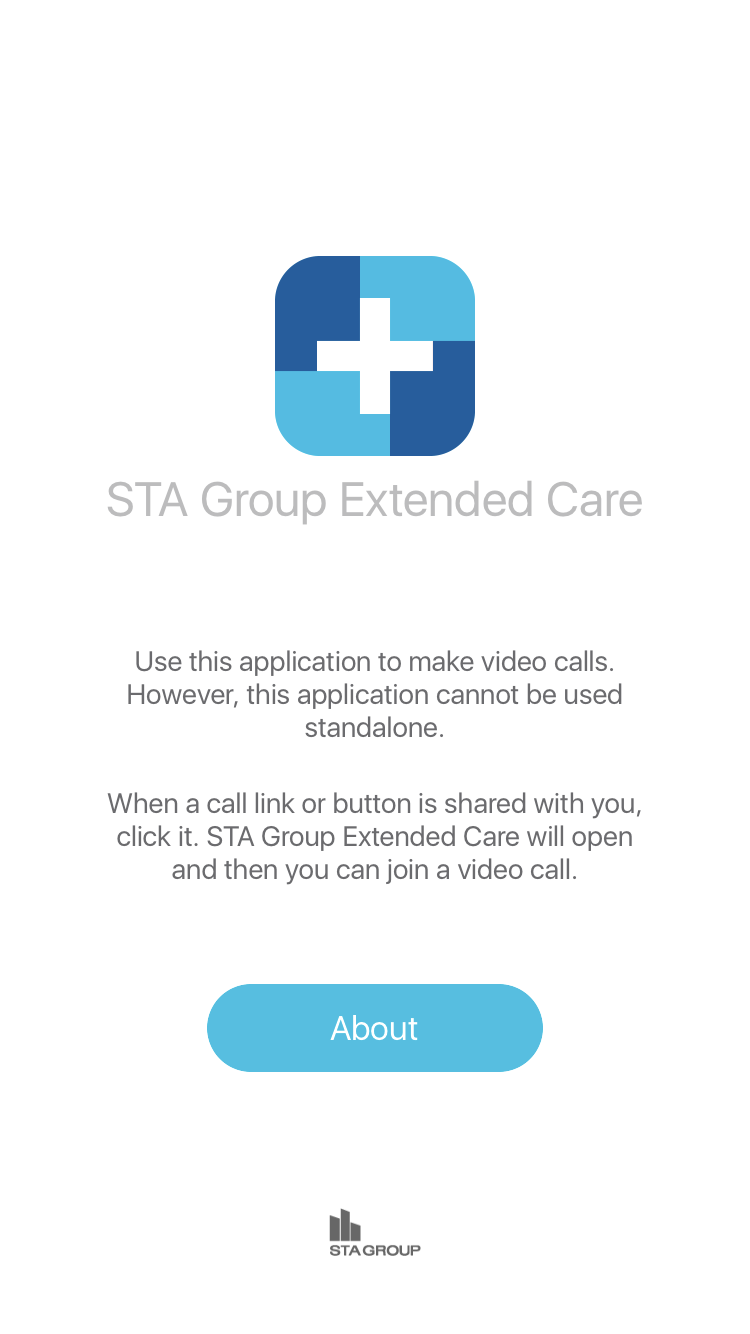 STA Group Extended Care
Use this application to make video calls.
However, this application cannot be used
standalone.
When a call link or button is shared with you,
click it. STA Group Extended Care will open
and then you can join a video call.
About
STA GROUP